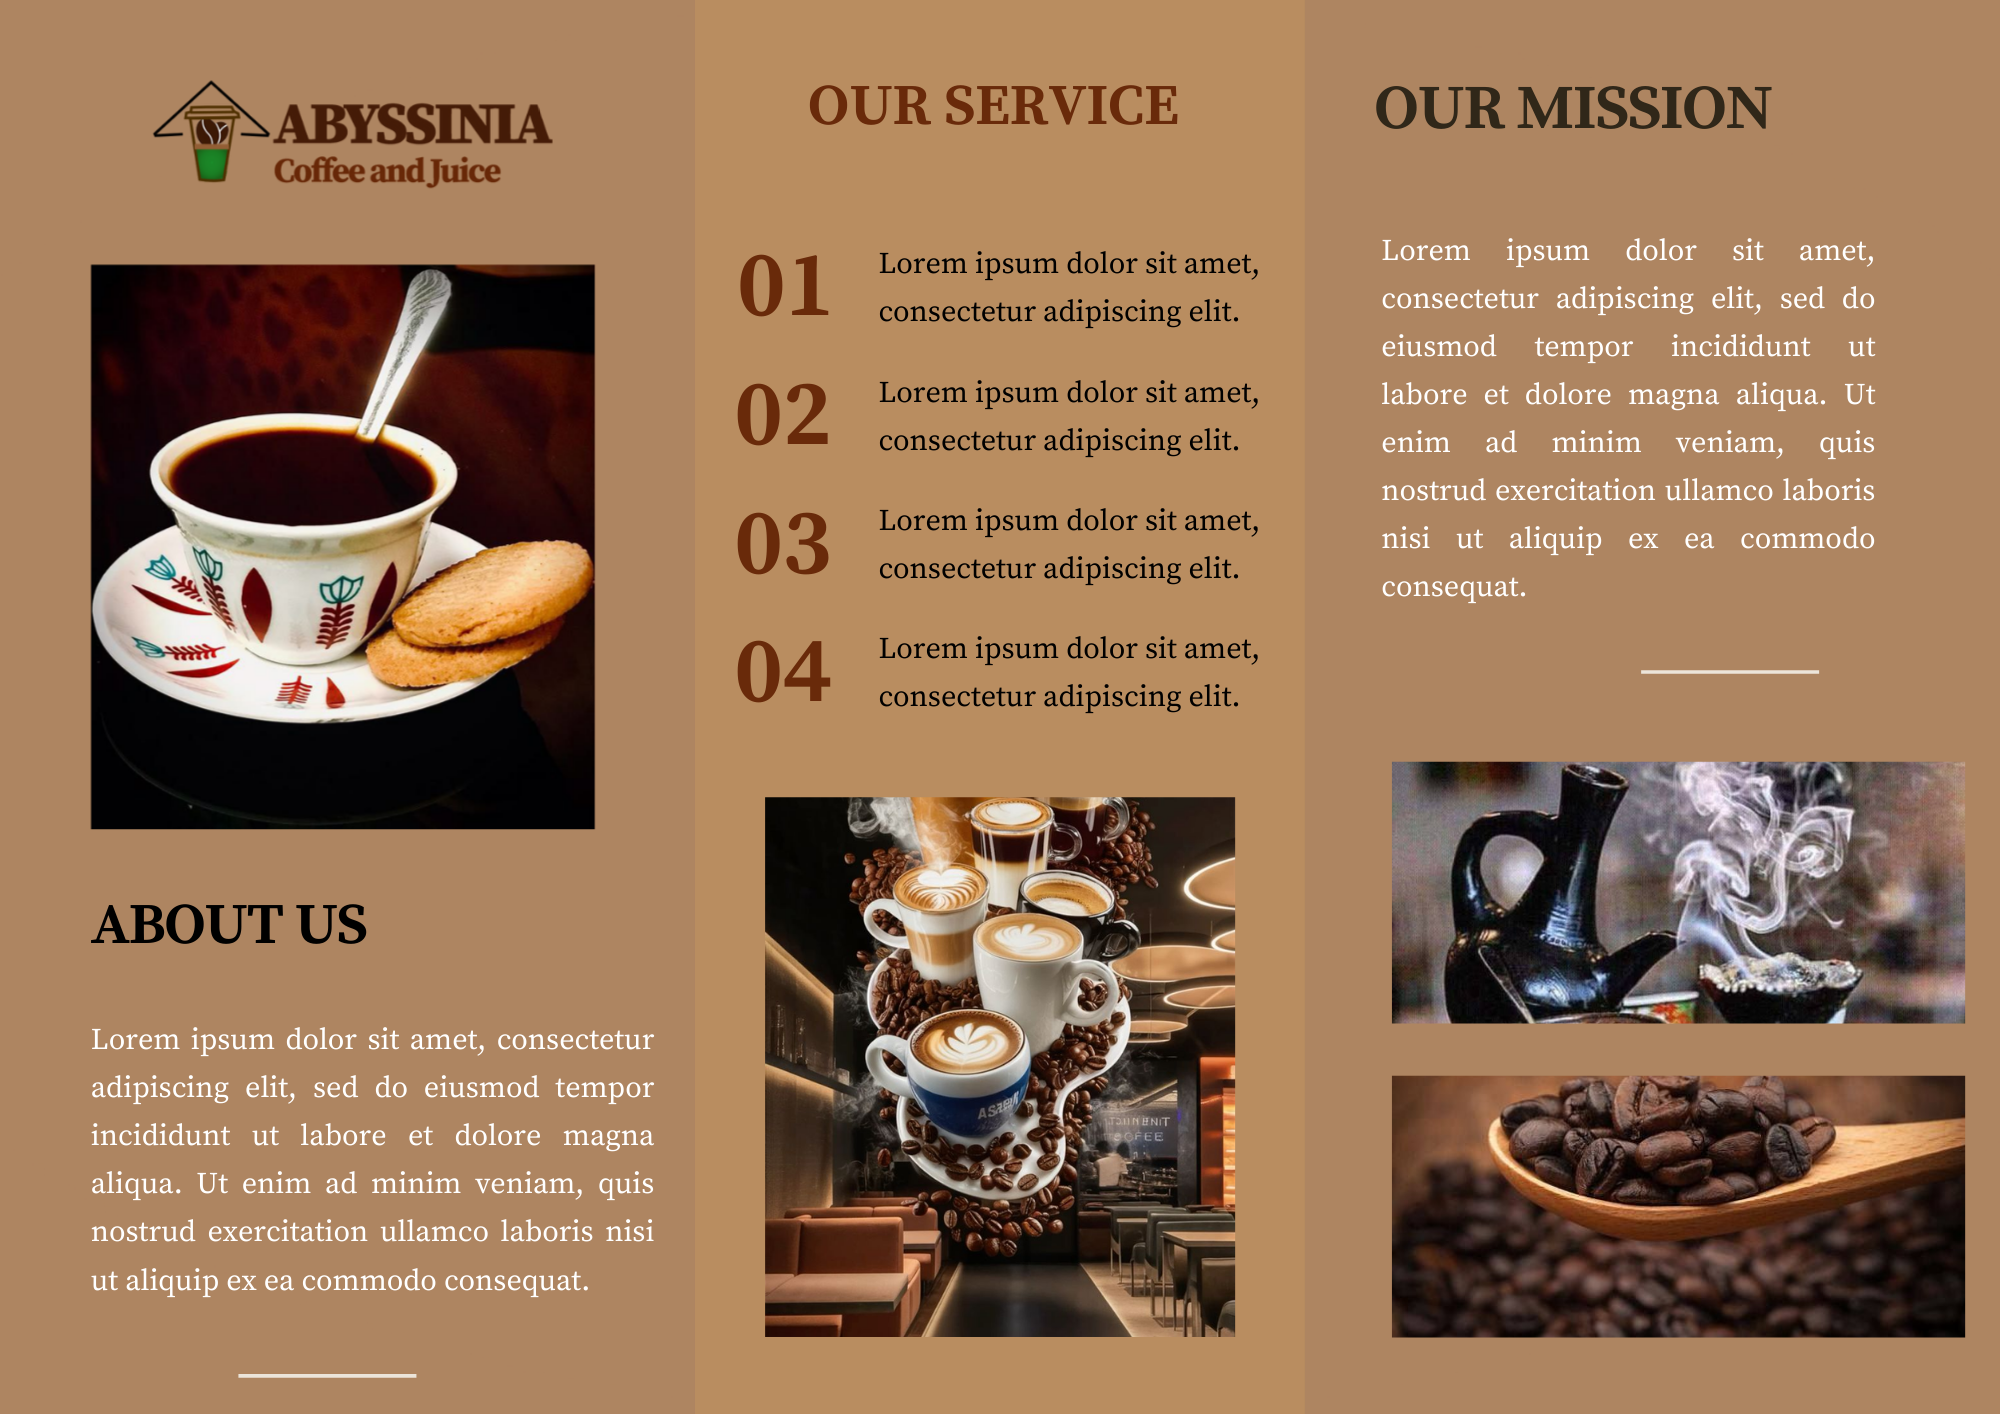 ABYSSINIA
Coffee and Juice
ABOUT US
Lorem ipsum dolor sit amet, consectetur
adipiscing elit, sed do eiusmod tempor
incididunt ut labore et dolore magna
aliqua. Ut enim ad minim veniam, quis
nostrud exercitation ullamco laboris nisi
ut aliquip ex ea commodo consequat.
OUR SERVICE
01 Lorem ipsum dolor sit amet,
consectetur adipiscing elit.
02 Lorem ipsum dolor sit amet,
consectetur adipiscing elit.
03 Lorem ipsum dolor sit amet,
consectetur adipiscing elit.
04 Lorem ipsum dolor sit amet,
consectetur adipiscing elit.
OUR MISSION
Lorem ipsum dolor sit amet,
consectetur adipiscing elit, sed do
eiusmod tempor incididunt ut
labore et dolore magna aliqua. Ut
enim ad minim veniam, quis
nostrud exercitation ullamco laboris
nisi ut aliquip ex ea commodo
consequat.